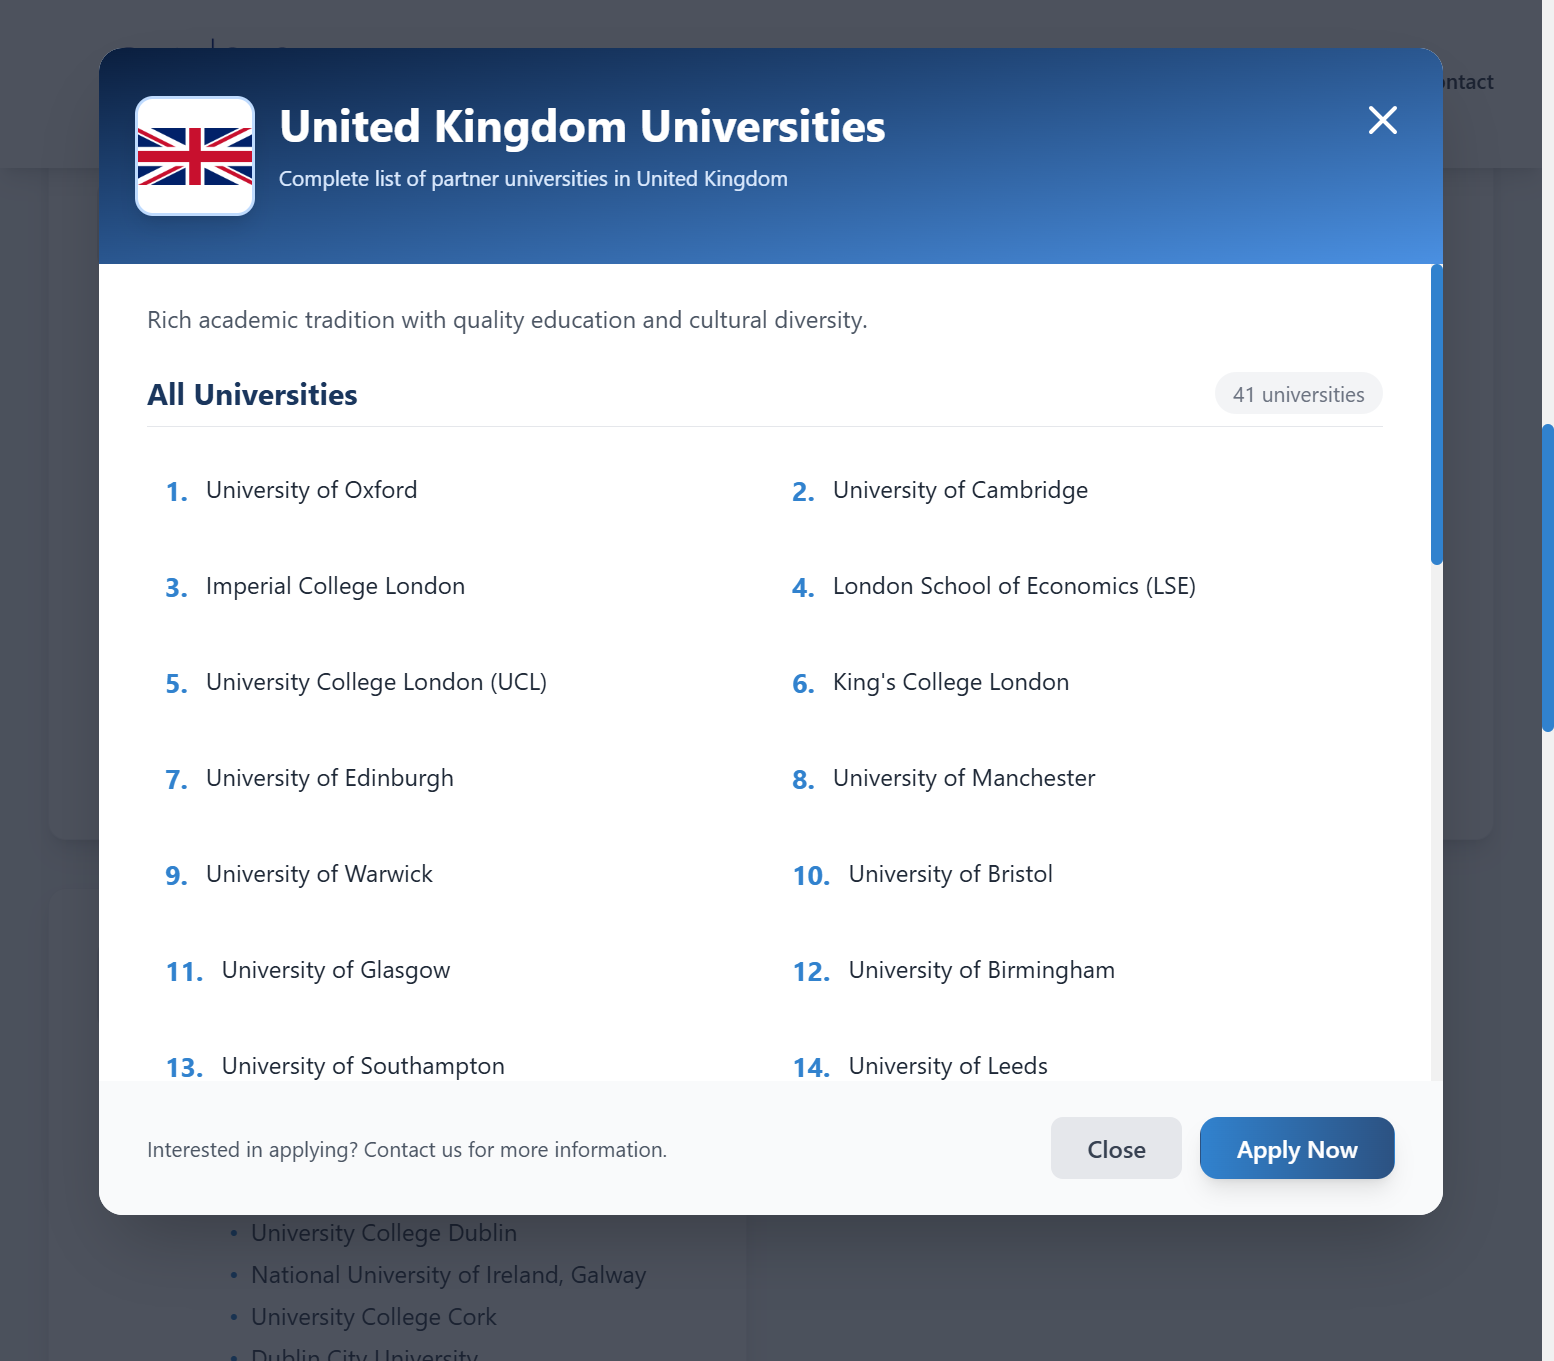 ontact
United Kingdom Universities
Complete list of partner universities in United Kingdom
Rich academic tradition with quality education and cultural diversity.
All Universities
41 universities
1. University of Oxford
2. University of Cambridge
3. Imperial College London
4. London School of Economics (LSE)
5. University College London (UCL)
6. King's College London
7. University of Edinburgh
8. University of Manchester
9. University of Warwick
10. University of Bristol
11. University of Glasgow
12. University of Birmingham
13. University of Southampton
14. University of Leeds
Interested in applying? Contact us for more information.
Close
Apply Now
• University College Dublin
• National University of Ireland, Galway
• University College Cork
• Dublin City University